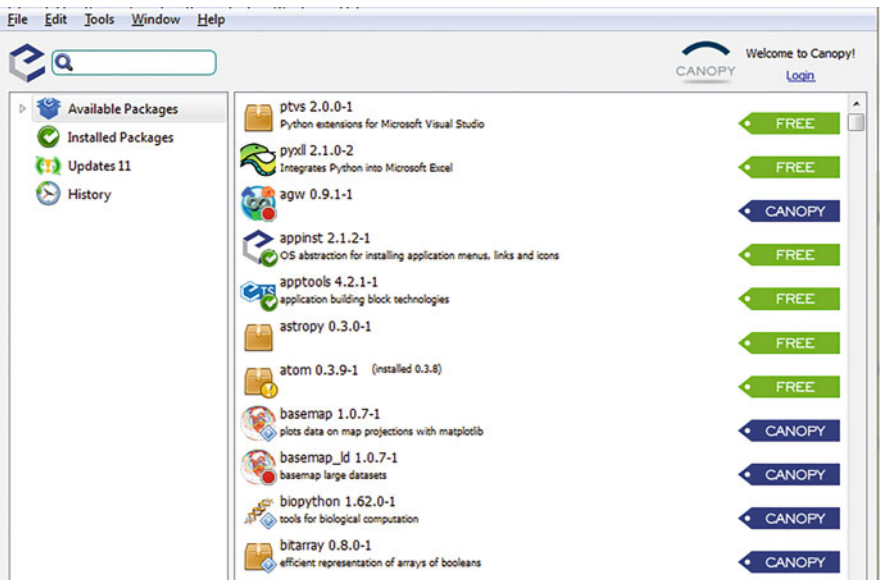 File Edit Tools Window Help
CANOPY
Welcome to Canopy!
Login
Available Packages
Installed Packages
Updates 11
History
ptvs 2.0.0-1
Python extensions for Microsoft Visual Studio
FREE
pyxll 2.1.0-2
Integrates Python into Microsoft Excel
FREE
agw 0.9.1-1
CANOPY
appinst 2.1.2-1
OS abstraction for installing application menus, links and icons
FREE
apptools 4.2.1-1
application building block technologies
FREE
astropy 0.3.0-1
FREE
atom 0.3.9-1 (installed 0.3.8)
FREE
basemap 1.0.7-1
plots data on map projections with matplotlib
CANOPY
basemap_ld 1.0.7-1
basemap large datasets
CANOPY
biopython 1.62.0-1
tools for biological computation
CANOPY
bitarray 0.8.0-1
efficient representation of arrays of booleans
CANOPY